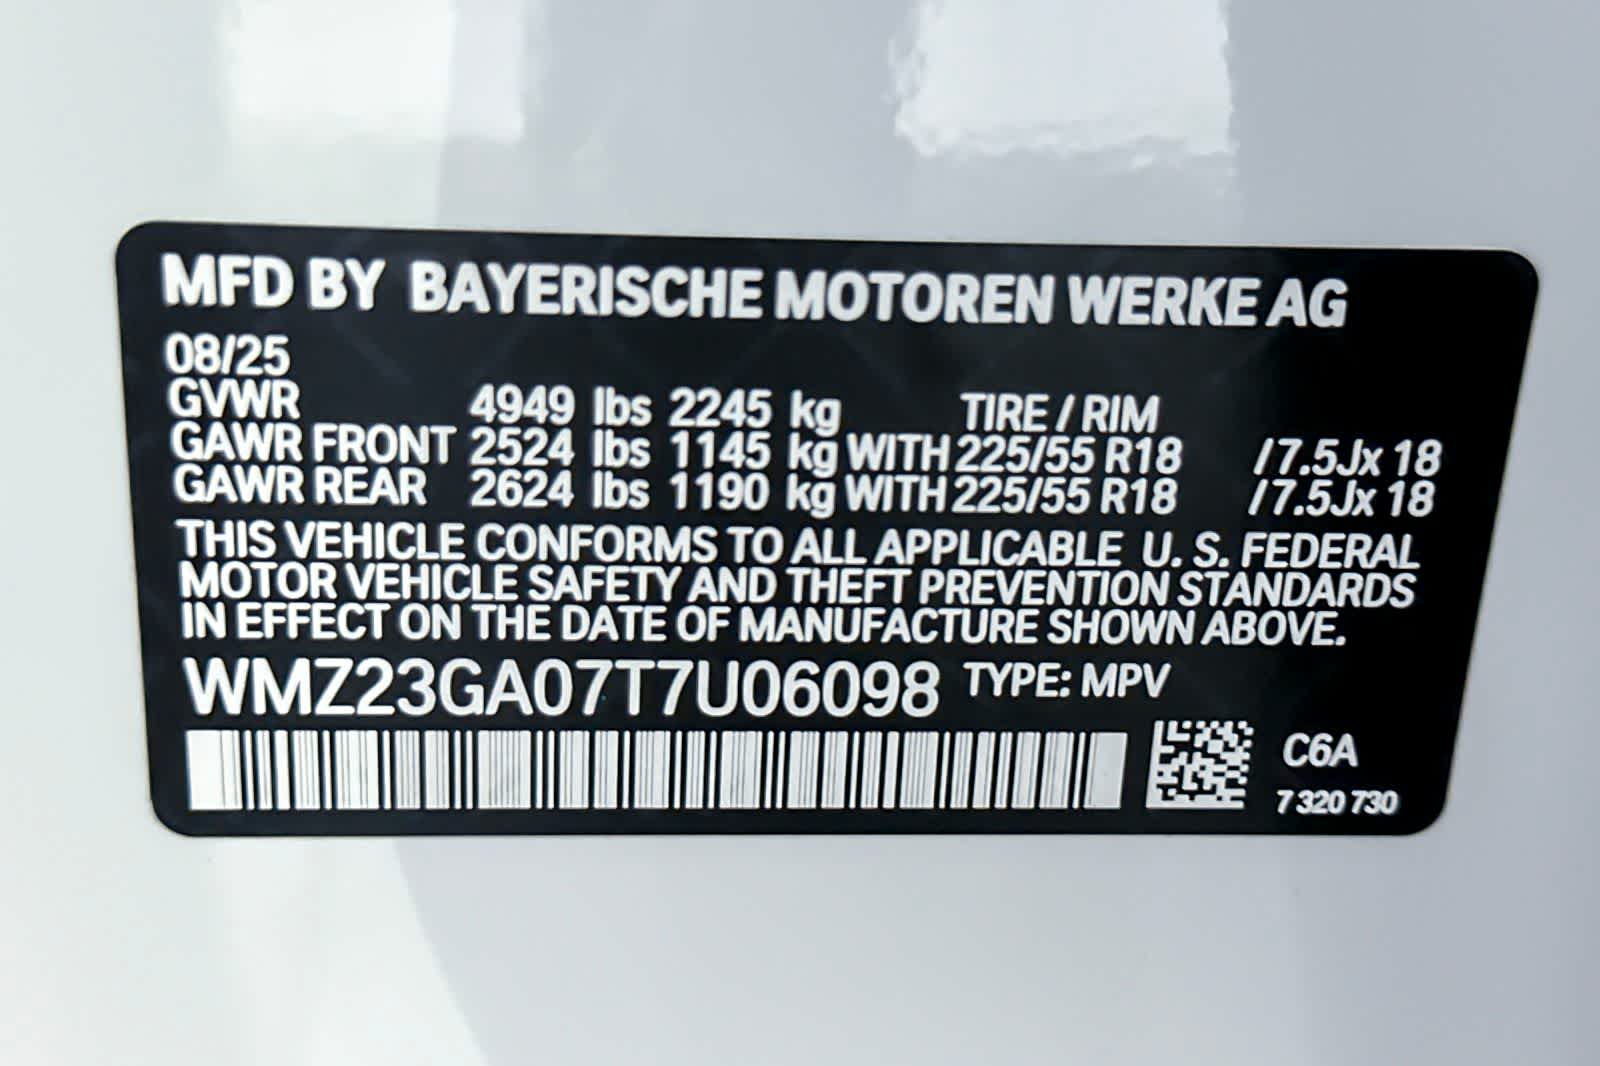 MFD BY BAYERISCHE MOTOREN WERKE AG
08/25
GVWR 4949 lbs 2245 kg TIRE / RIM
GAWR FRONT 2524 lbs 1145 kg WITH 225/55 R18 /7.5Jx 18
GAWR REAR 2624 lbs 1190 kg WITH 225/55 R18 /7.5Jx 18
THIS VEHICLE CONFORMS TO ALL APPLICABLE U. S. FEDERAL
MOTOR VEHICLE SAFETY AND THEFT PREVENTION STANDARDS
IN EFFECT ON THE DATE OF MANUFACTURE SHOWN ABOVE.
WMZ23GA07T7U06098 TYPE: MPV
C6A
7 320 730